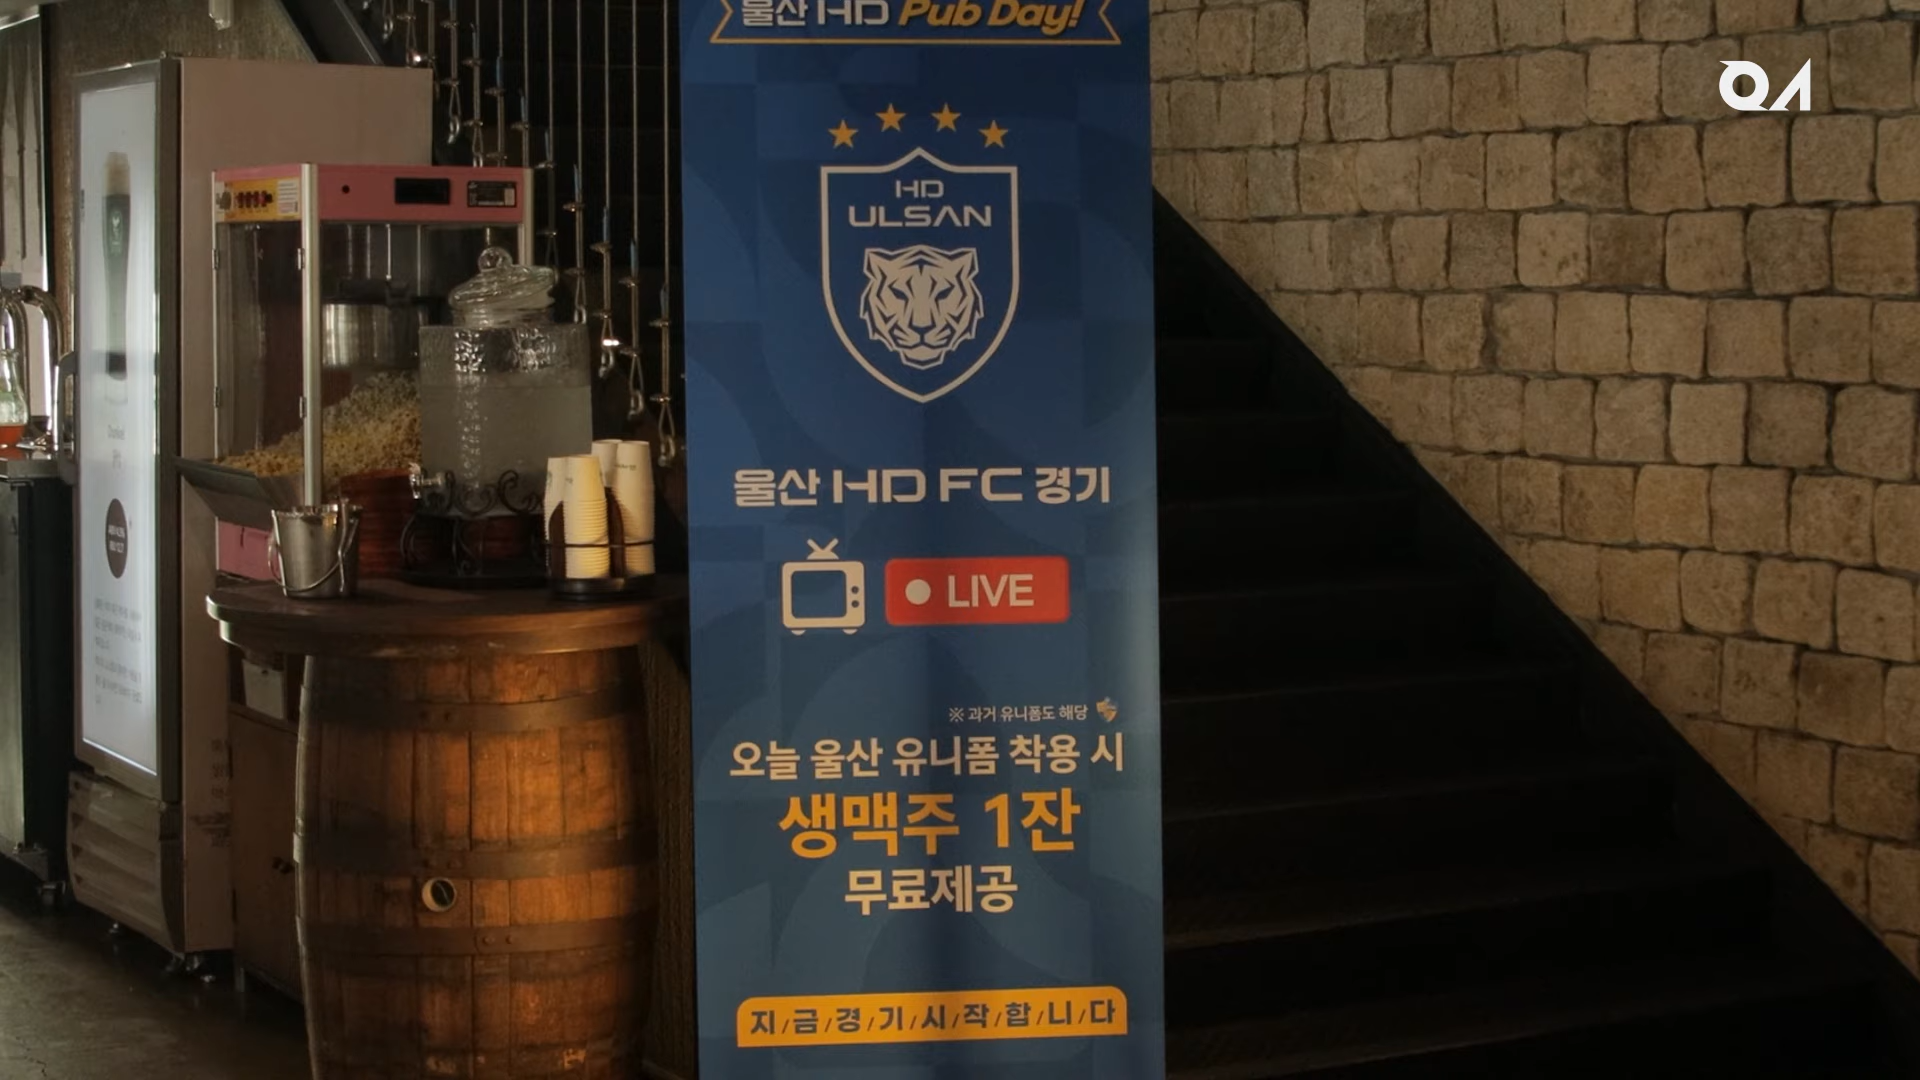 울산 HD Pub Day!
QA
HD
ULSAN
울산 HD FC 경기
LIVE
※ 과거 유니폼도 해당
오늘 울산 유니폼 착용 시
생맥주 1잔
무료제공
지/금/경/기/시/작/합/니/다